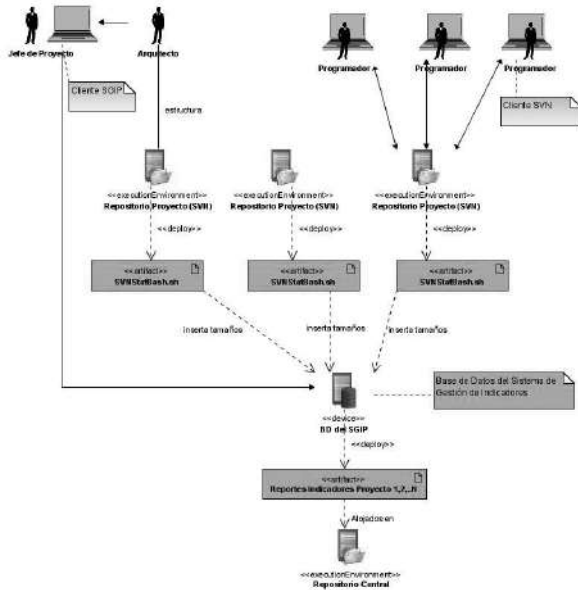 Jefe de Proyecto
Arquitecto
Programador
Programador
Programador
Cliente SGIP
Cliente SVN
estructura
<<executionEnvironment>>
Repositorio Proyecto (SVN)
<<executionEnvironment>>
Repositorio Proyecto (SVN)
<<executionEnvironment>>
Repositorio Proyecto (SVN)
<<deploy>>
<<deploy>>
<<deploy>>
<<artifact>>
SVNStatBash.sh
<<artifact>>
SVNStatBash.sh
<<artifact>>
SVNStatBash.sh
inserta tamaños
inserta tamaños
inserta tamaños
Base de Datos del Sistema de
Gestión de Indicadores
<<device>>
BD del SGIP
<<deploy>>
<<artifact>>
Reportes Indicadores Proyecto 1,2,..N
Alojados en
<<executionEnvironment>>
Repositorio Central